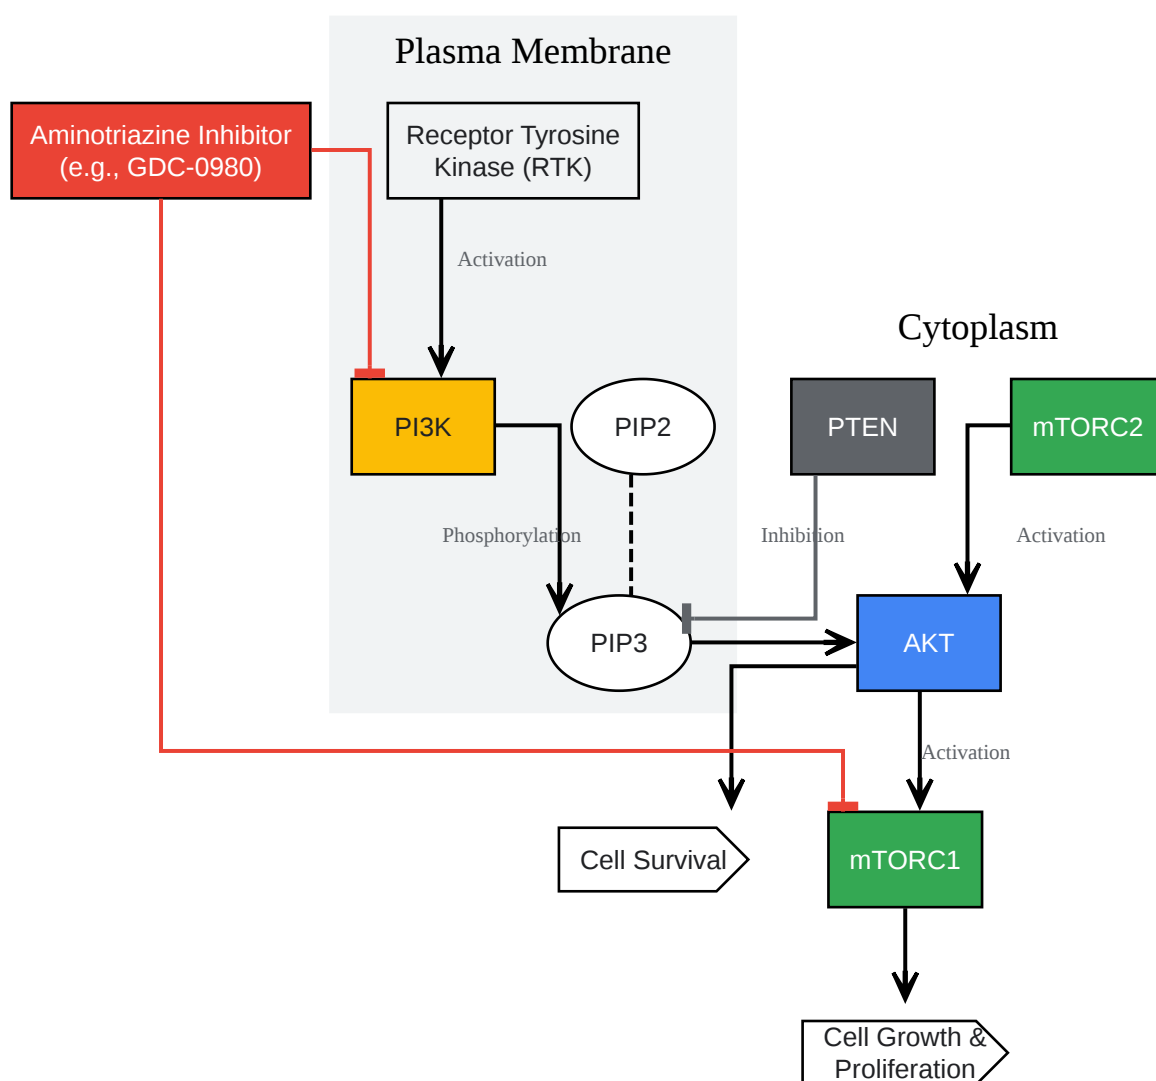 Plasma Membrane
Aminotriazine Inhibitor
(e.g., GDC-0980)
Receptor Tyrosine
Kinase (RTK)
Activation
Cytoplasm
PI3K
PIP2
PTEN
mTORC2
Phosphorylation
Inhibition
Activation
PIP3
AKT
Activation
Cell Survival
mTORC1
Cell Growth &
Proliferation